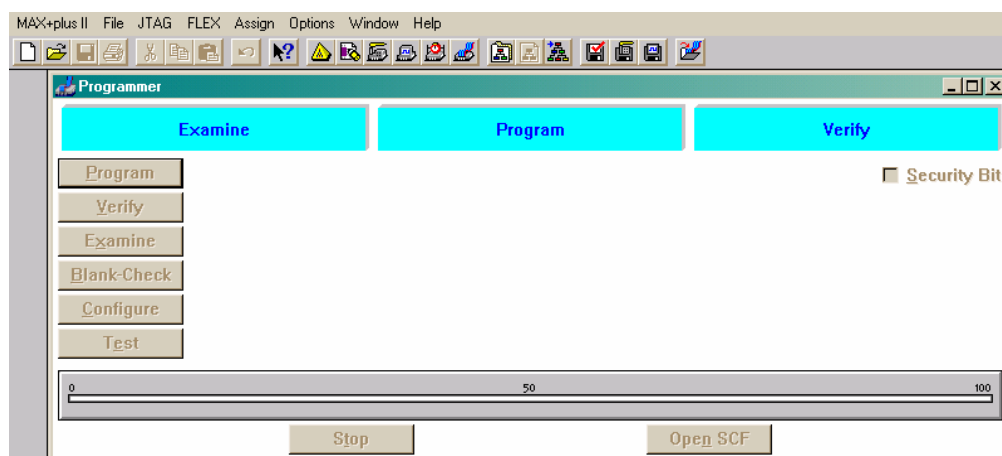 MAX+plus II File JTAG FLEX Assign Options Window Help
Programmer
Examine Program Verify
Program
Security Bit
Verify
Examine
Blank-Check
Configure
Test
0 50 100
Stop Open SCF